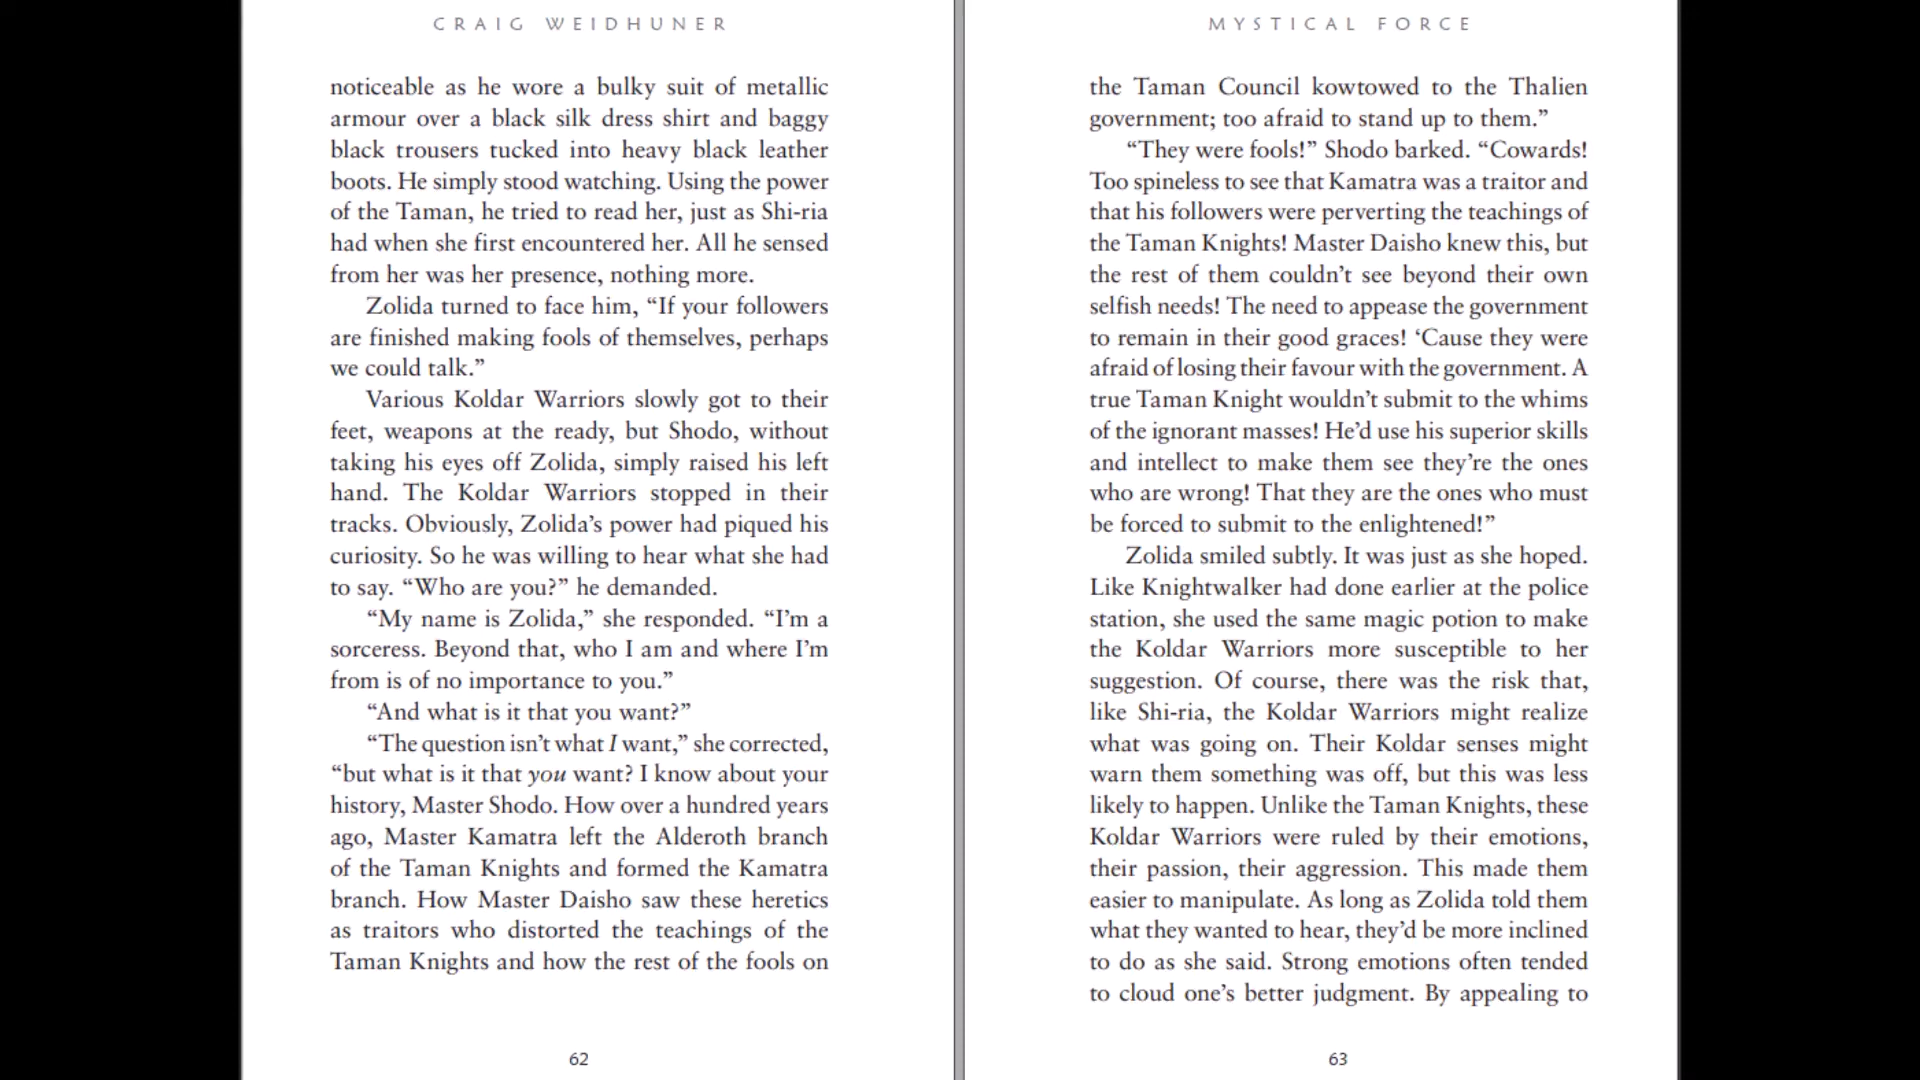 CRAIG WEIDHUNER
noticeable as he wore a bulky suit of metallic
armour over a black silk dress shirt and baggy
black trousers tucked into heavy black leather
boots. He simply stood watching. Using the power
of the Taman, he tried to read her, just as Shi-ria
had when she first encountered her. All he sensed
from her was her presence, nothing more.
Zolida turned to face him, “If your followers
are finished making fools of themselves, perhaps
we could talk.”
Various Koldar Warriors slowly got to their
feet, weapons at the ready, but Shodo, without
taking his eyes off Zolida, simply raised his left
hand. The Koldar Warriors stopped in their
tracks. Obviously, Zolida’s power had piqued his
curiosity. So he was willing to hear what she had
to say. “Who are you?” he demanded.
“My name is Zolida,” she responded. “I’m a
sorceress. Beyond that, who I am and where I’m
from is of no importance to you.”
“And what is it that you want?”
“The question isn’t what I want,” she corrected,
“but what is it that you want? I know about your
history, Master Shodo. How over a hundred years
ago, Master Kamatra left the Alderoth branch
of the Taman Knights and formed the Kamatra
branch. How Master Daisho saw these heretics
as traitors who distorted the teachings of the
Taman Knights and how the rest of the fools on
62
MYSTICAL FORCE
the Taman Council kowtowed to the Thalien
government; too afraid to stand up to them.”
“They were fools!” Shodo barked. “Cowards!
Too spineless to see that Kamatra was a traitor and
that his followers were perverting the teachings of
the Taman Knights! Master Daisho knew this, but
the rest of them couldn’t see beyond their own
selfish needs! The need to appease the government
to remain in their good graces! ‘Cause they were
afraid of losing their favour with the government. A
true Taman Knight wouldn’t submit to the whims
of the ignorant masses! He’d use his superior skills
and intellect to make them see they’re the ones
who are wrong! That they are the ones who must
be forced to submit to the enlightened!”
Zolida smiled subtly. It was just as she hoped.
Like Knightwalker had done earlier at the police
station, she used the same magic potion to make
the Koldar Warriors more susceptible to her
suggestion. Of course, there was the risk that,
like Shi-ria, the Koldar Warriors might realize
what was going on. Their Koldar senses might
warn them something was off, but this was less
likely to happen. Unlike the Taman Knights, these
Koldar Warriors were ruled by their emotions,
their passion, their aggression. This made them
easier to manipulate. As long as Zolida told them
what they wanted to hear, they’d be more inclined
to do as she said. Strong emotions often tended
to cloud one’s better judgment. By appealing to
63